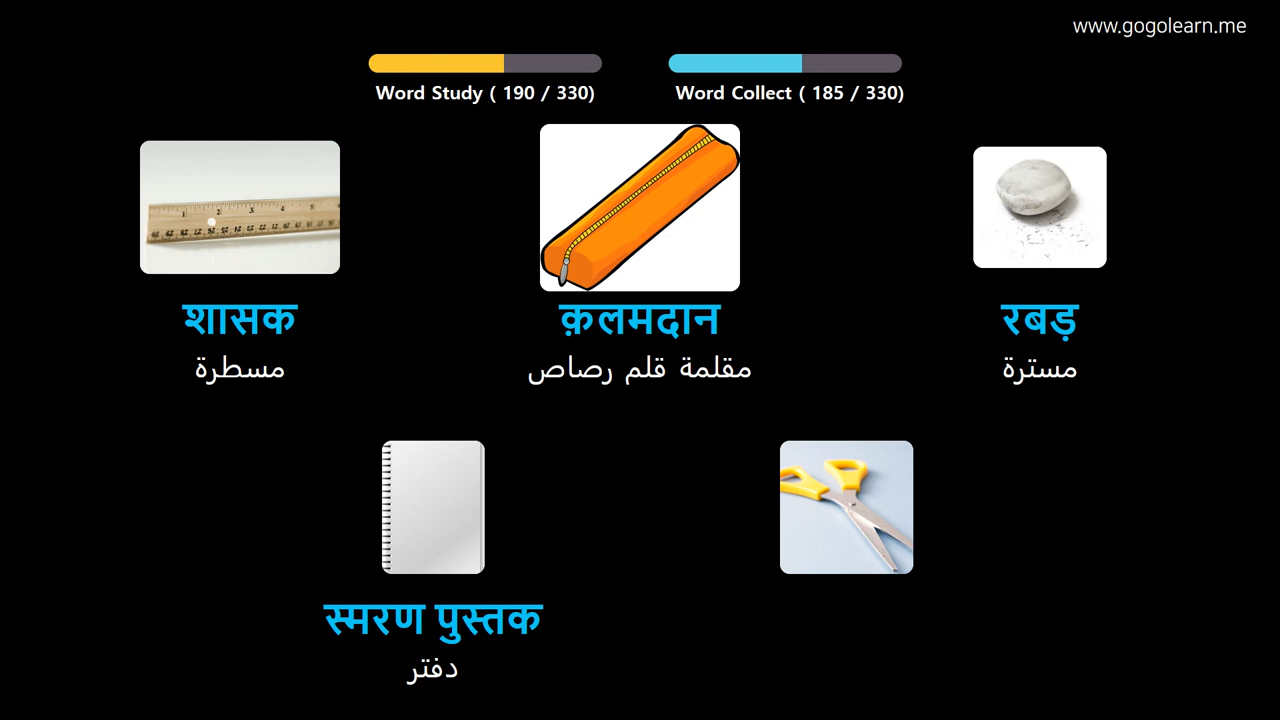 www.gogolearn.me
Word Study ( 190 / 330)
Word Collect ( 185 / 330)
शासक
مسطرة
क़लमदान
مقلمة قلم رصاص
रबड़
مسترة
स्मरण पुस्तक
دفتر